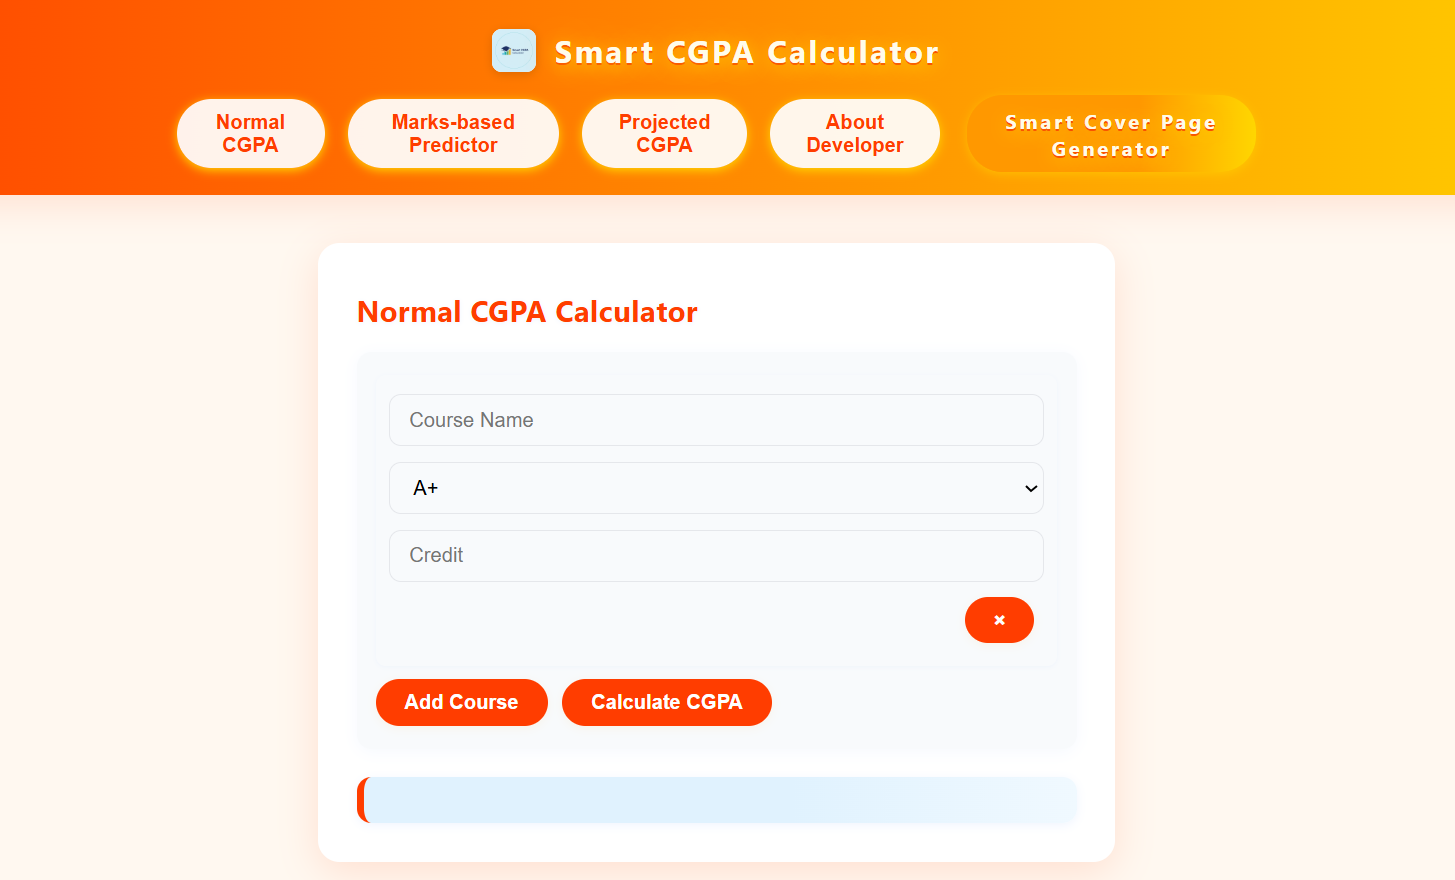 Smart CGPA Calculator
Normal
CGPA
Marks-based
Predictor
Projected
CGPA
About
Developer
Smart Cover Page
Generator
Normal CGPA Calculator
Course Name
A+
Credit
✖
Add Course
Calculate CGPA